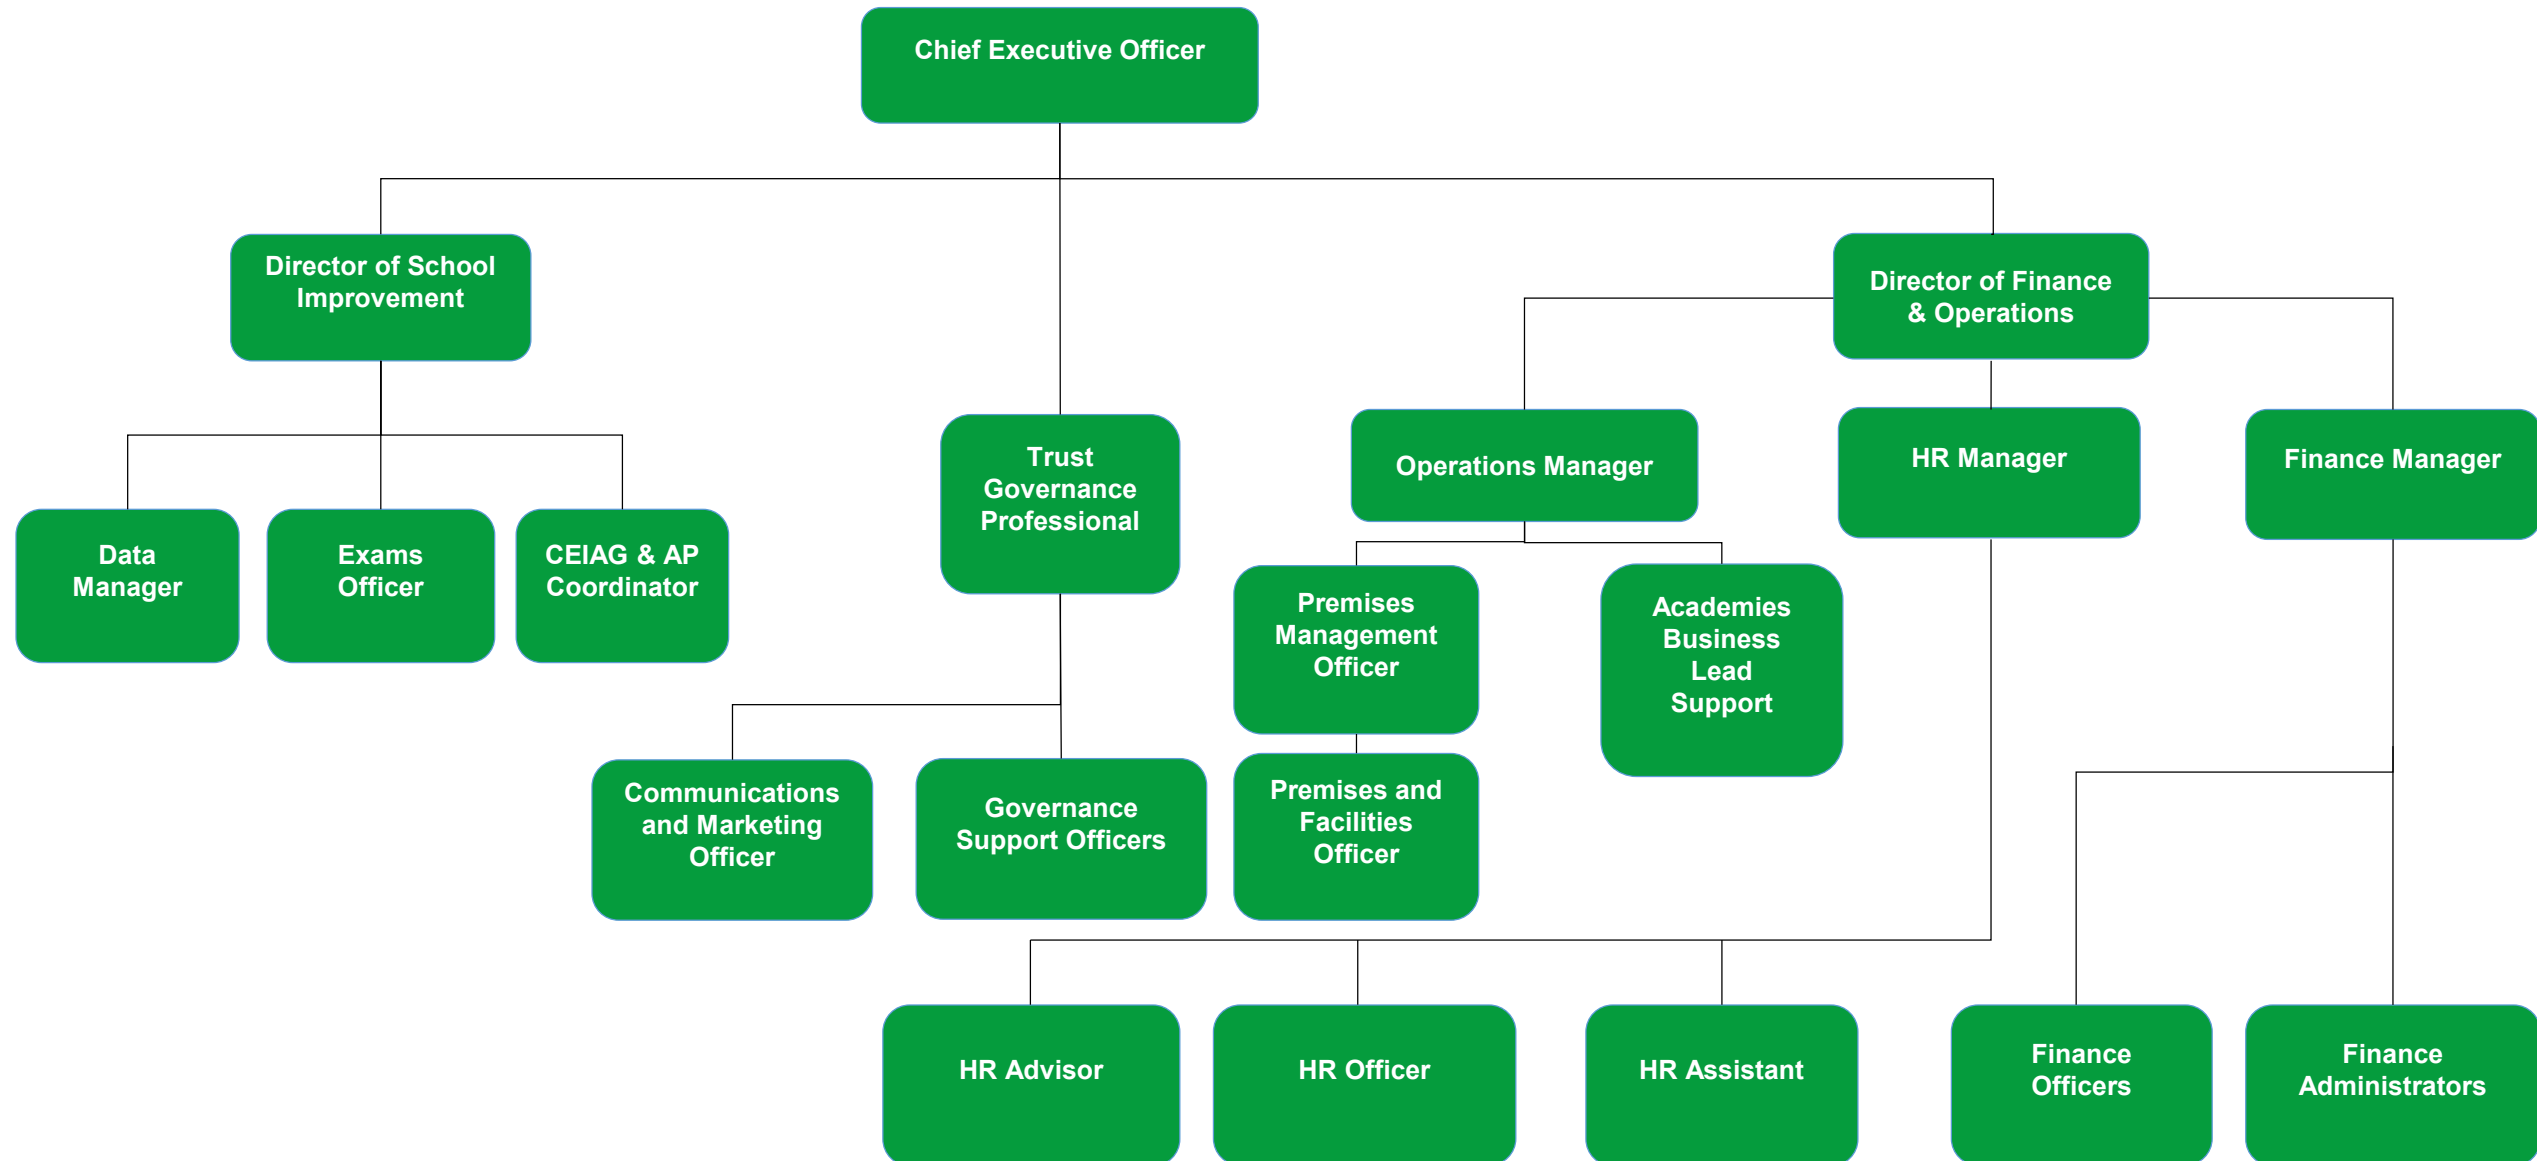 Chief Executive Officer
Director of School
Improvement
Director of Finance
& Operations
Trust
Governance
Professional
Operations Manager
HR Manager
Finance Manager
Data
Manager
Exams
Officer
CEIAG & AP
Coordinator
Premises
Management
Officer
Academies
Business
Lead
Support
Communications
and Marketing
Officer
Governance
Support Officers
Premises and
Facilities
Officer
HR Advisor
HR Officer
HR Assistant
Finance
Officers
Finance
Administrators